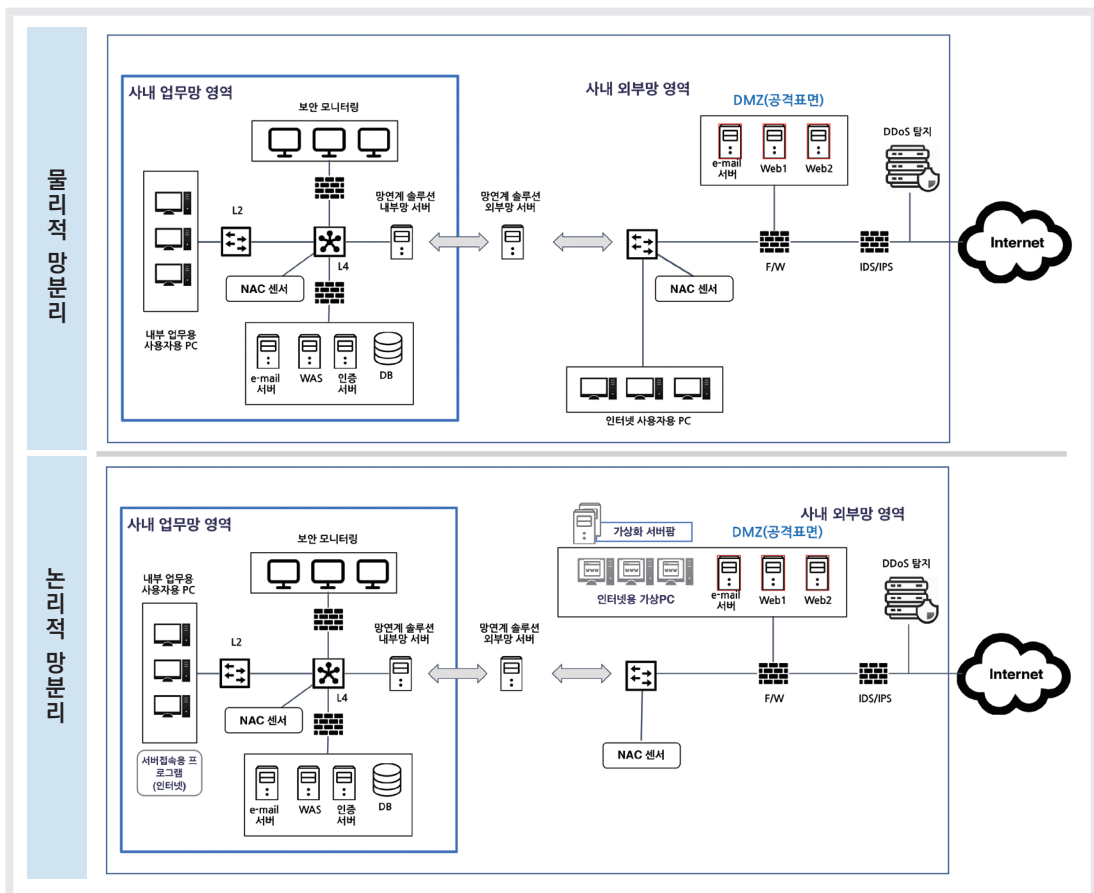 물리적 망분리
사내 업무망 영역
보안 모니터링
L2
L4
NAC 센서
내부 업무용
사용자용 PC
e-mail
서버
WAS
인증
서버
DB
망연계 솔루션
내부망 서버
망연계 솔루션
외부망 서버
사내 외부망 영역
DMZ(공격표면)
e-mail
서버
Web1
Web2
DDoS 탐지
NAC 센서
F/W
IDS/IPS
Internet
인터넷 사용자용 PC
논리적 망분리
사내 업무망 영역
보안 모니터링
내부 업무용
사용자용 PC
L2
L4
NAC 센서
서버접속용 프
로그램
(인터넷)
e-mail
서버
WAS
인증
서버
DB
망연계 솔루션
내부망 서버
망연계 솔루션
외부망 서버
사내 외부망 영역
가상화 서버팜
DMZ(공격표면)
WWW
WWW
WWW
인터넷용 가상PC
e-mail
서버
Web1
Web2
DDoS 탐지
NAC 센서
F/W
IDS/IPS
Internet